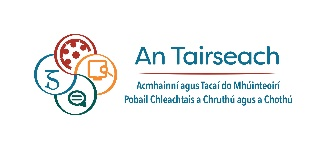 An Tairseach
Acmhainní agus Tacaí do Mhúinteoirí
Pobail Chleachtais a Chruthú agus a Chothú